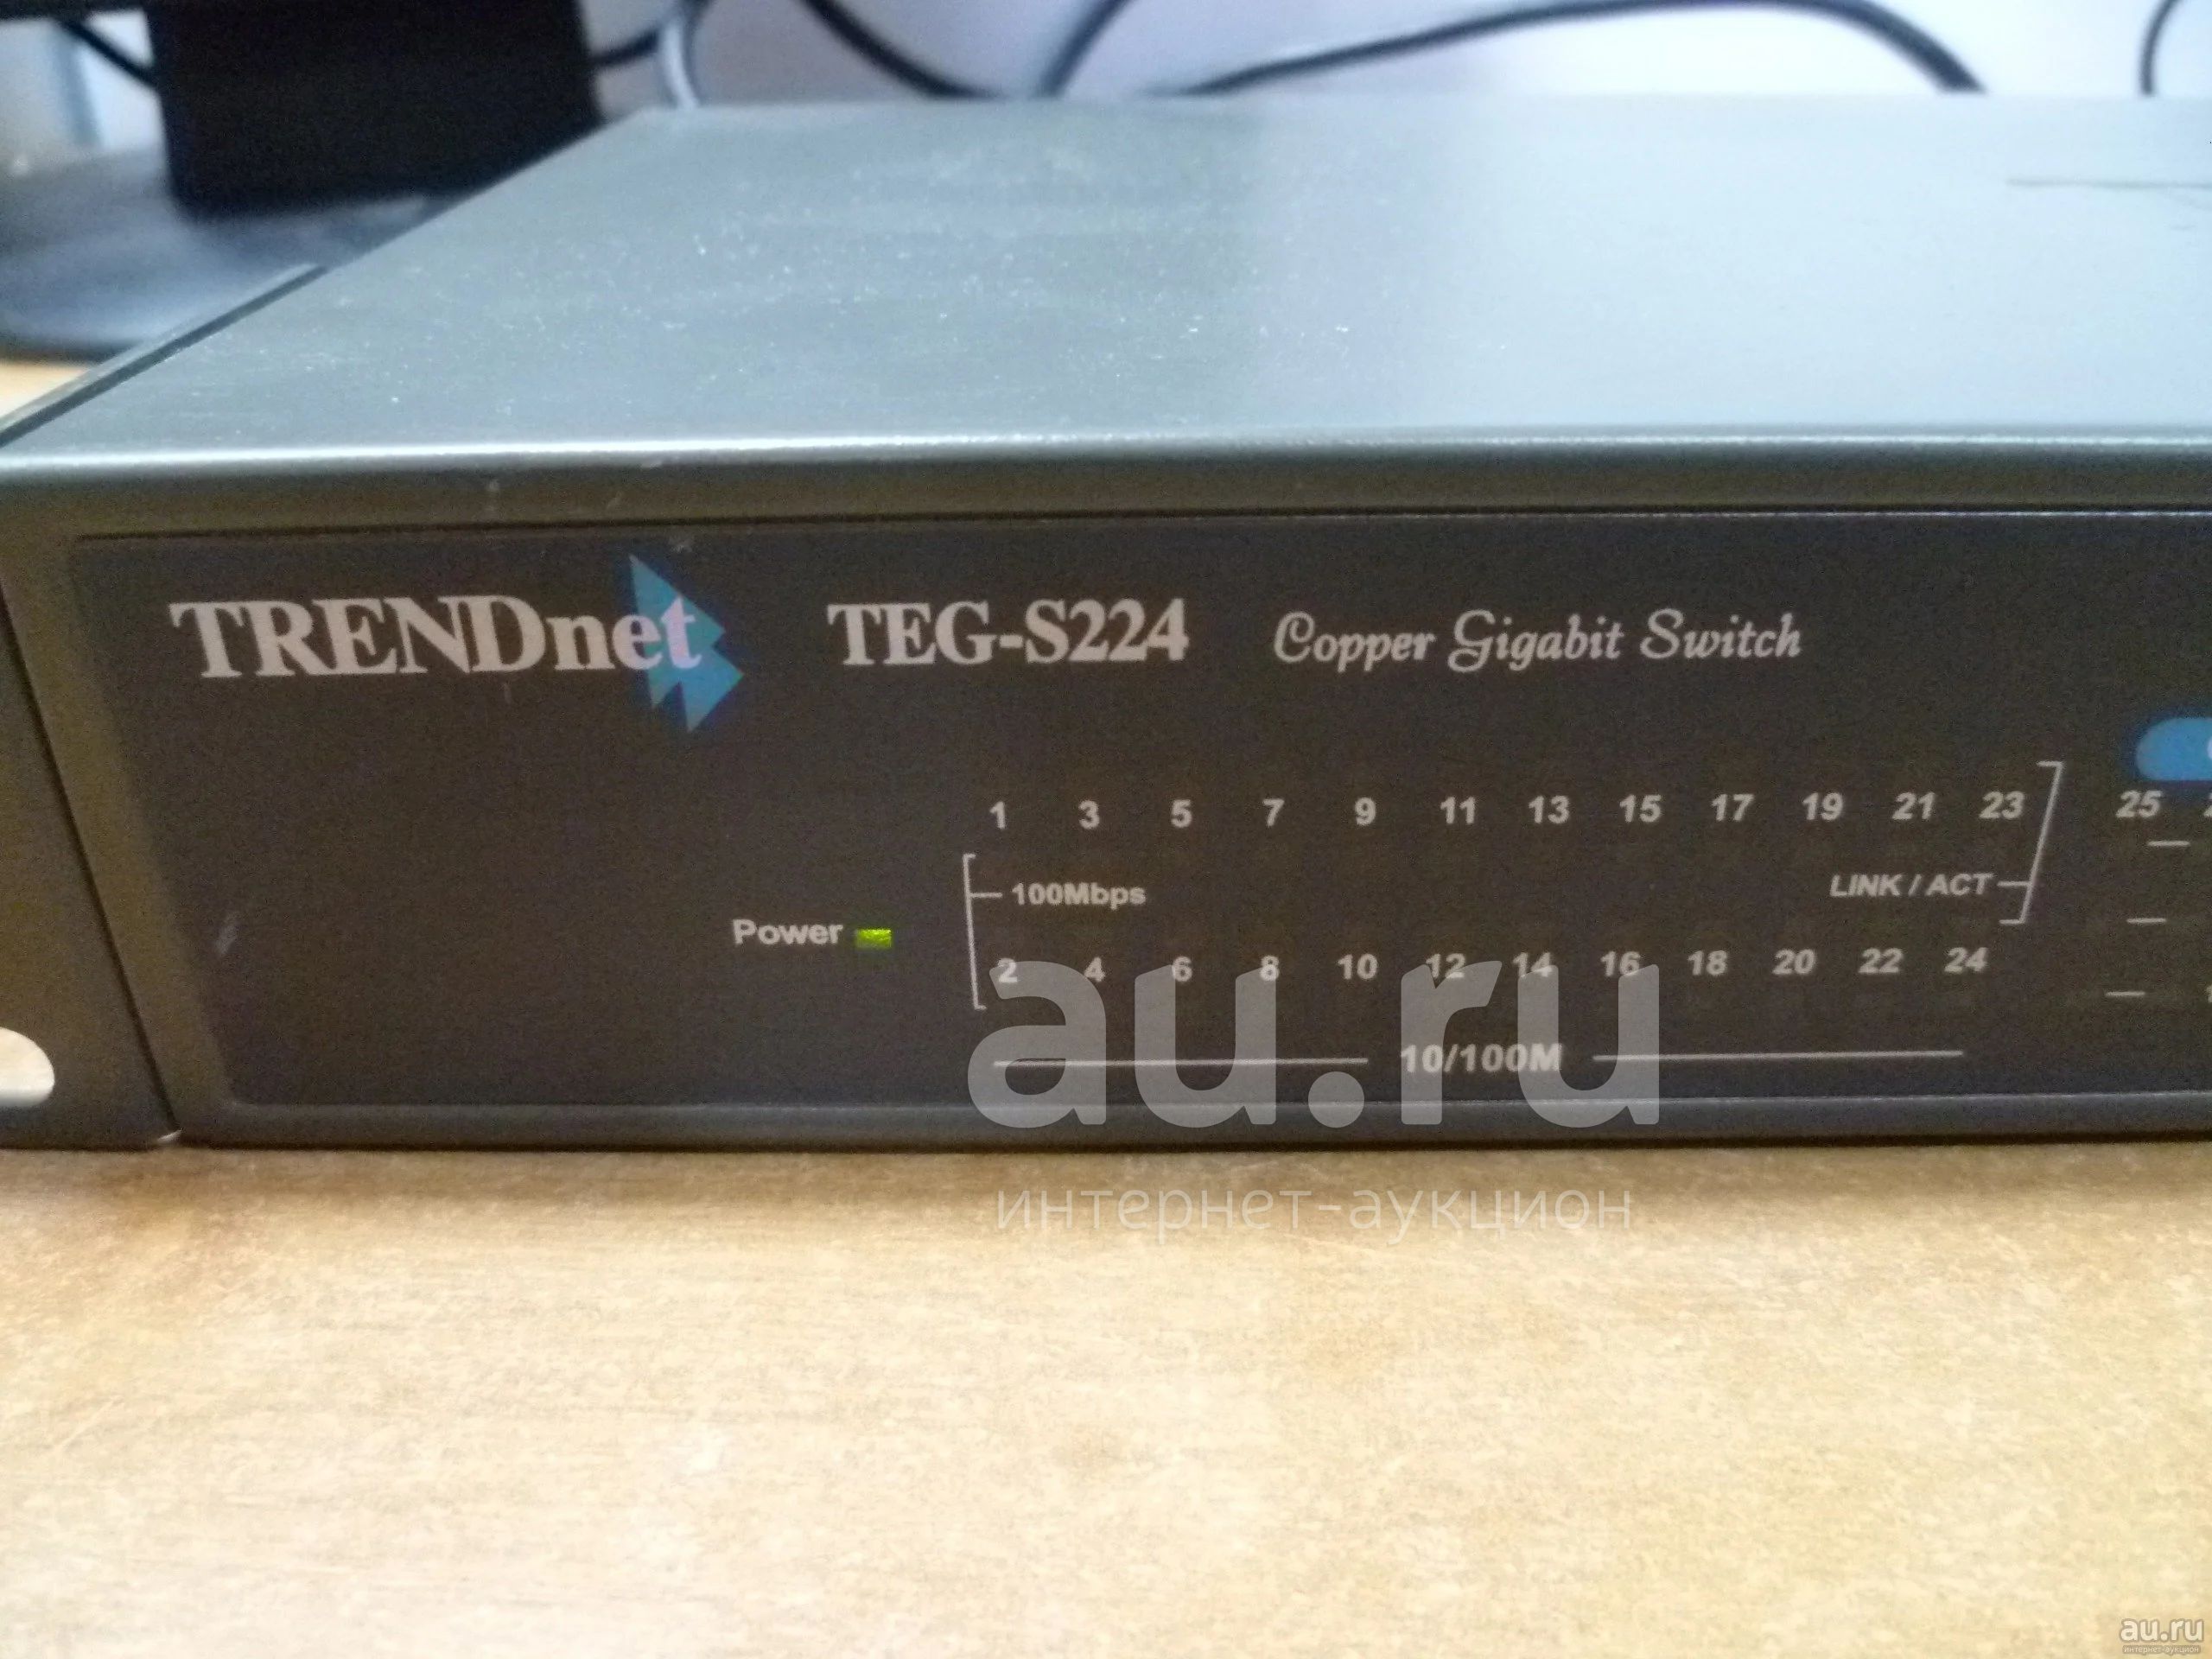 TRENDnet TEG-S224 Copper Gigabit Switch
1 3 5 7 9 11 13 15 17 19 21 23 25
100Mbps LINK / ACT
Power
2 4 6 8 10 12 14 16 18 20 22 24
10/100M
au.ru
интернет-аукцион
au.ru
интернет-аукцион